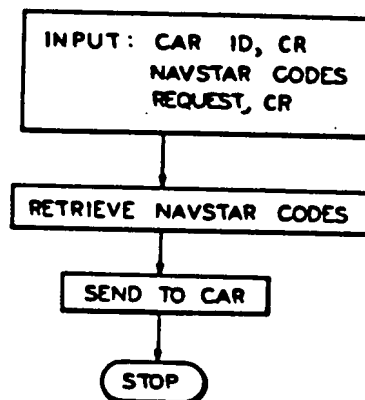 INPUT: CAR ID, CR
NAVSTAR CODES
REQUEST, CR
RETRIEVE NAVSTAR CODES
SEND TO CAR
STOP